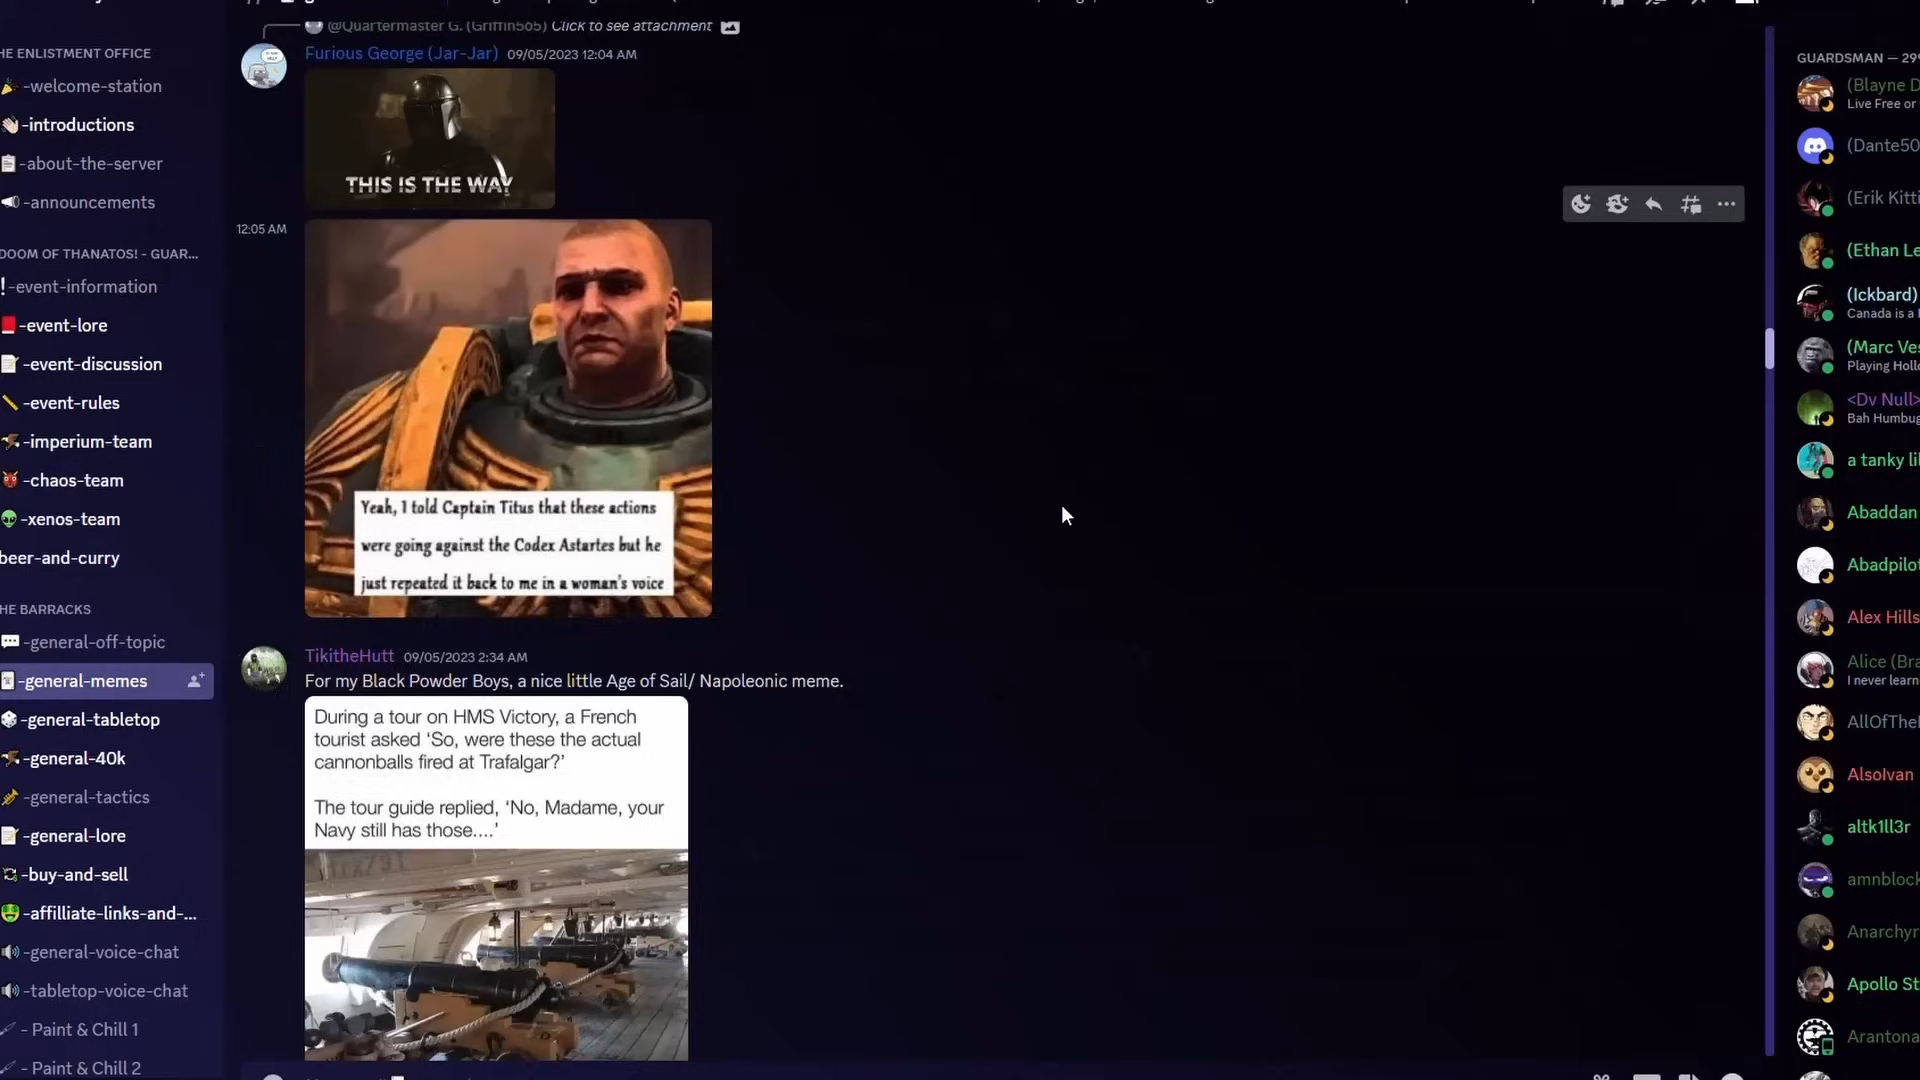 THE ENLISTMENT OFFICE
-welcome-station
-introductions
-about-the-server
-announcements
DOOM OF THANATOS! - GUAR...
-event-information
-event-lore
-event-discussion
-event-rules
-imperium-team
-chaos-team
-xenos-team
beer-and-curry
THE BARRACKS
-general-off-topic
-general-memes
-general-tabletop
-general-40k
-general-tactics
-general-lore
-buy-and-sell
-affilliate-links-and-...
-general-voice-chat
-tabletop-voice-chat
- Paint & Chill 1
- Paint & Chill 2
@Quartermaster G. (Griffin565) Click to see attachment
Furious George (Jar-Jar) 09/05/2023 12:04 AM
THIS IS THE WAY
12:05 AM
Yeah, I told Captain Titus that these actions
were going against the Codex Astartes but he
just repeated it back to me in a woman's voice
TikitheHutt 09/05/2023 2:34 AM
For my Black Powder Boys, a nice little Age of Sail/ Napoleonic meme.
During a tour on HMS Victory, a French
tourist asked 'So, were these the actual
cannonballs fired at Trafalgar?'
The tour guide replied, 'No, Madame, your
Navy still has those....'
GUARDSMAN — 299
(Blayne D
Live Free or
(Dante50
(Erik Kitti
(Ethan Le
(Ickbard)
Canada is a
(Marc Ves
Playing Hollo
<Dv Null>
Bah Humbug
a tanky li
Abaddan
Abadpilot
Alex Hills
Alice (Bra
I never learn
AllOfTheF
Alsolvan
altk1ll3r
amnblock
Anarchyr
Apollo St
Arantona